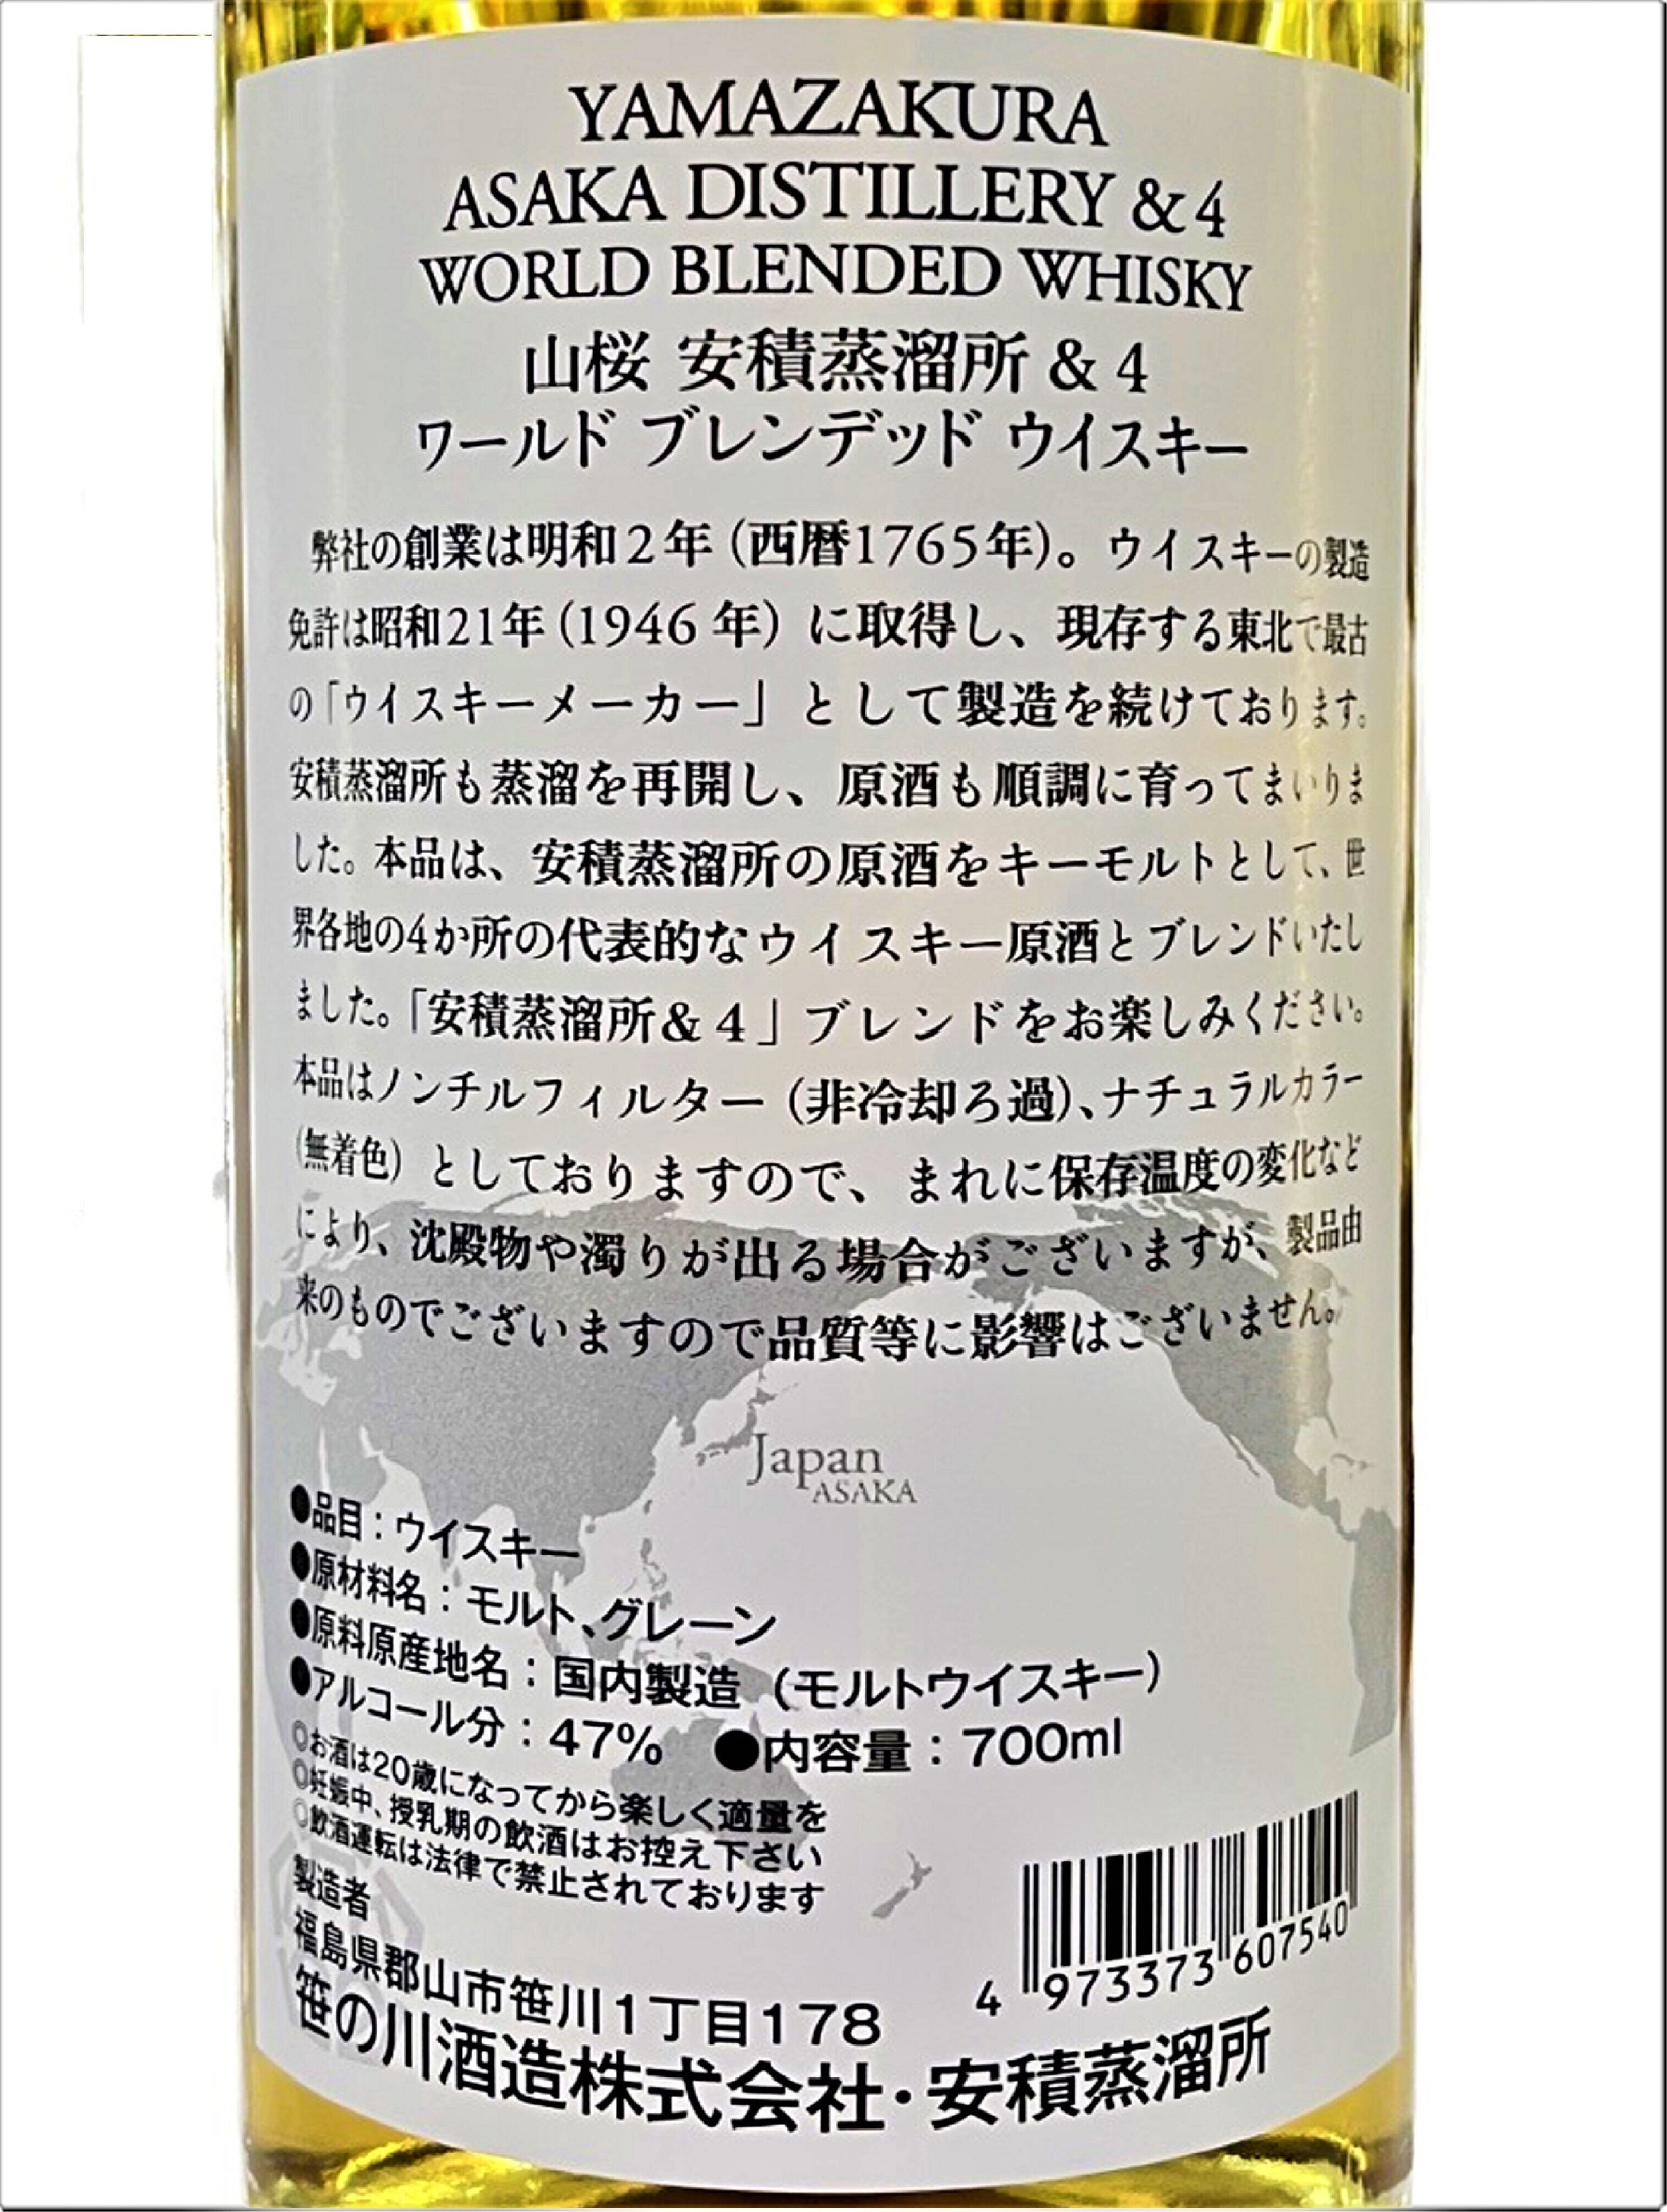 YAMAZAKURA
ASAKA DISTILLERY & 4
WORLD BLENDED WHISKY
山桜 安積蒸溜所 & 4
ワールド ブレンデッド ウイスキー
弊社の創業は明和2年(西暦1765年)。ウイスキーの製造
免許は昭和21年(1946年)に取得し、現存する東北で最古
の「ウイスキーメーカー」として製造を続けております。
安積蒸溜所も蒸溜を再開し、原酒も順調に育ってまいりま
した。本品は、安積蒸溜所の原酒をキーモルトとして、世
界各地の4か所の代表的なウイスキー原酒とブレンドいたし
ました。「安積蒸溜所&4」ブレンドをお楽しみください。
本品はノンチルフィルター(非冷却ろ過)、ナチュラルカラー
(無着色)としておりますので、まれに保存温度の変化など
により、沈殿物や濁りが出る場合がございますが、製品由
来のものでございますので品質等に影響はございません。
Japan
ASAKA
●品目:ウイスキー
●原材料名:モルト、グレーン
●原料原産地名:国内製造(モルトウイスキー)
●アルコール分:47% ●内容量:700ml
◎お酒は20歳になってから楽しく適量を
◎妊娠中、授乳期の飲酒はお控え下さい
◎飲酒運転は法律で禁止されております
製造者
福島県郡山市笹川1丁目178
4 973373 607540
笹の川酒造株式会社・安積蒸溜所